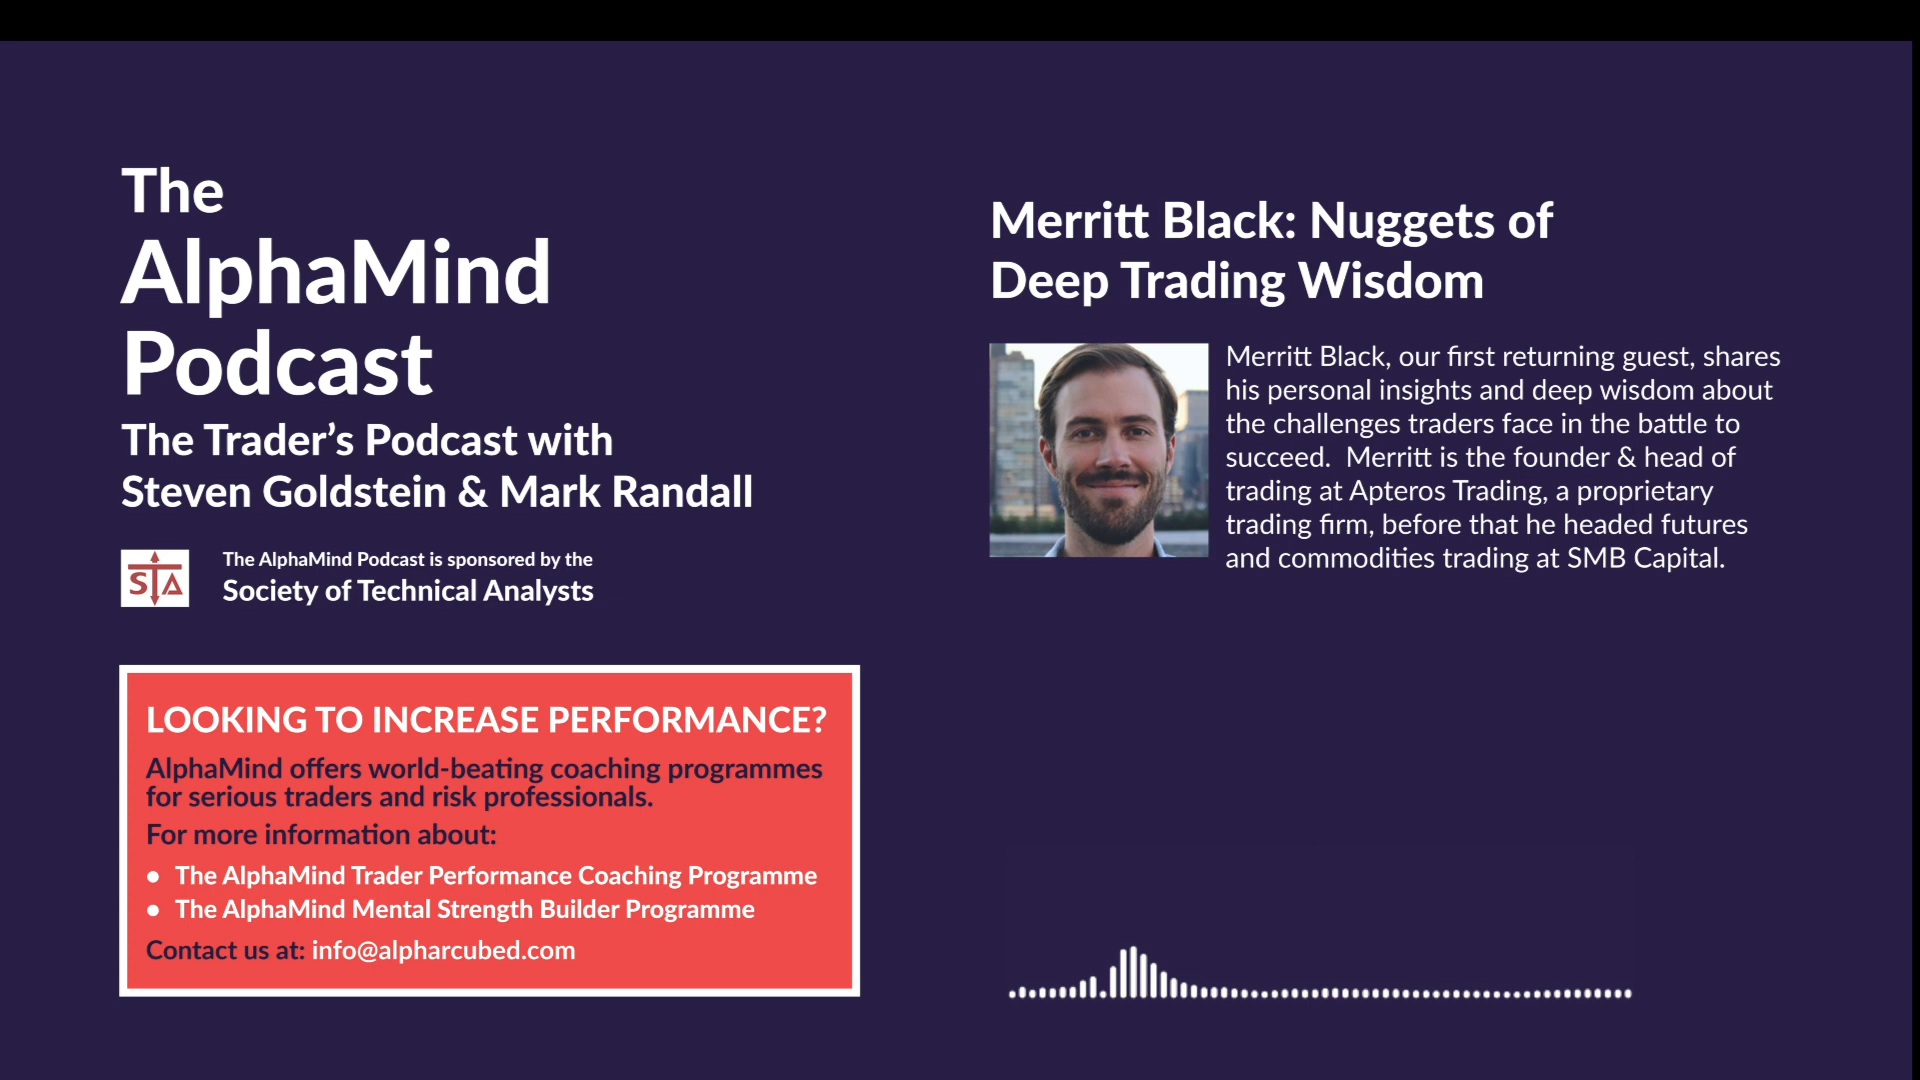 The
AlphaMind
Podcast
The Trader’s Podcast with
Steven Goldstein & Mark Randall
STA
The AlphaMind Podcast is sponsored by the
Society of Technical Analysts
LOOKING TO INCREASE PERFORMANCE?
AlphaMind offers world-beating coaching programmes
for serious traders and risk professionals.
For more information about:
• The AlphaMind Trader Performance Coaching Programme
• The AlphaMind Mental Strength Builder Programme
Contact us at: info@alpharcubed.com
Merritt Black: Nuggets of
Deep Trading Wisdom
Merritt Black, our first returning guest, shares
his personal insights and deep wisdom about
the challenges traders face in the battle to
succeed.  Merritt is the founder & head of
trading at Apteros Trading, a proprietary
trading firm, before that he headed futures
and commodities trading at SMB Capital.